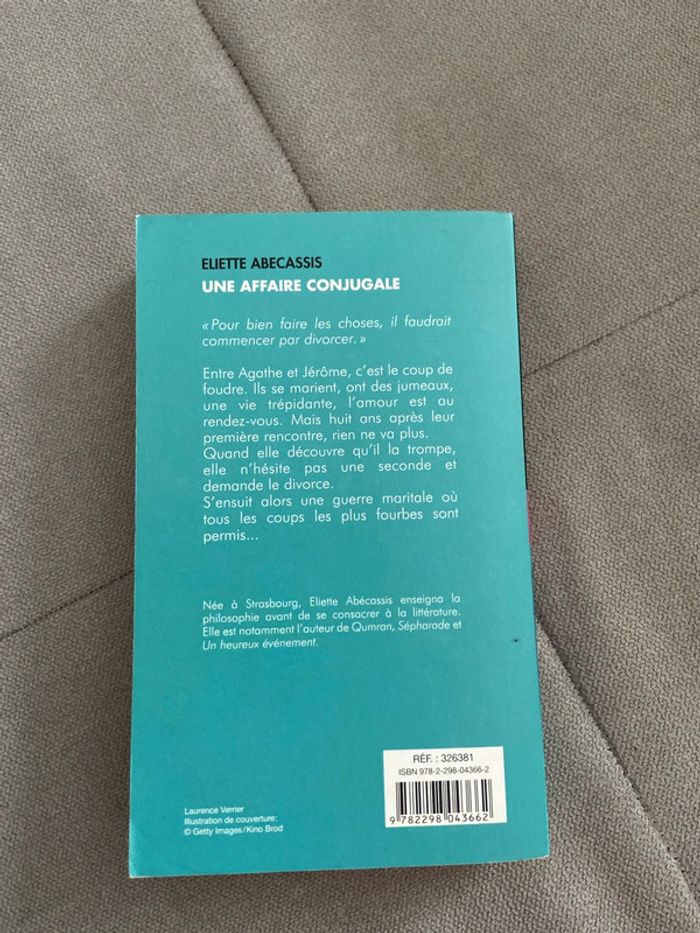 ELIETTE ABECASSIS
UNE AFFAIRE CONJUGALE
« Pour bien faire les choses, il faudrait
commencer par divorcer. »
Entre Agathe et Jérôme, c'est le coup de
foudre. Ils se marient, ont des jumeaux,
une vie trépidante, l'amour est au
rendez-vous. Mais huit ans après leur
première rencontre, rien ne va plus.
Quand elle découvre qu'il la trompe,
elle n'hésite pas une seconde et
demande le divorce.
S'ensuit alors une guerre maritale où
tous les coups les plus fourbes sont
permis...
Née à Strasbourg, Eliette Abécassis enseigna la
philosophie avant de se consacrer à la littérature.
Elle est notamment l'auteur de Qumran, Sépharade et
Un heureux événement.
RÉF. : 326381
ISBN 978-2-298-04366-2
9 782298 043662
Laurence Verrier
Illustration de couverture:
© Getty Images/Kino Brod